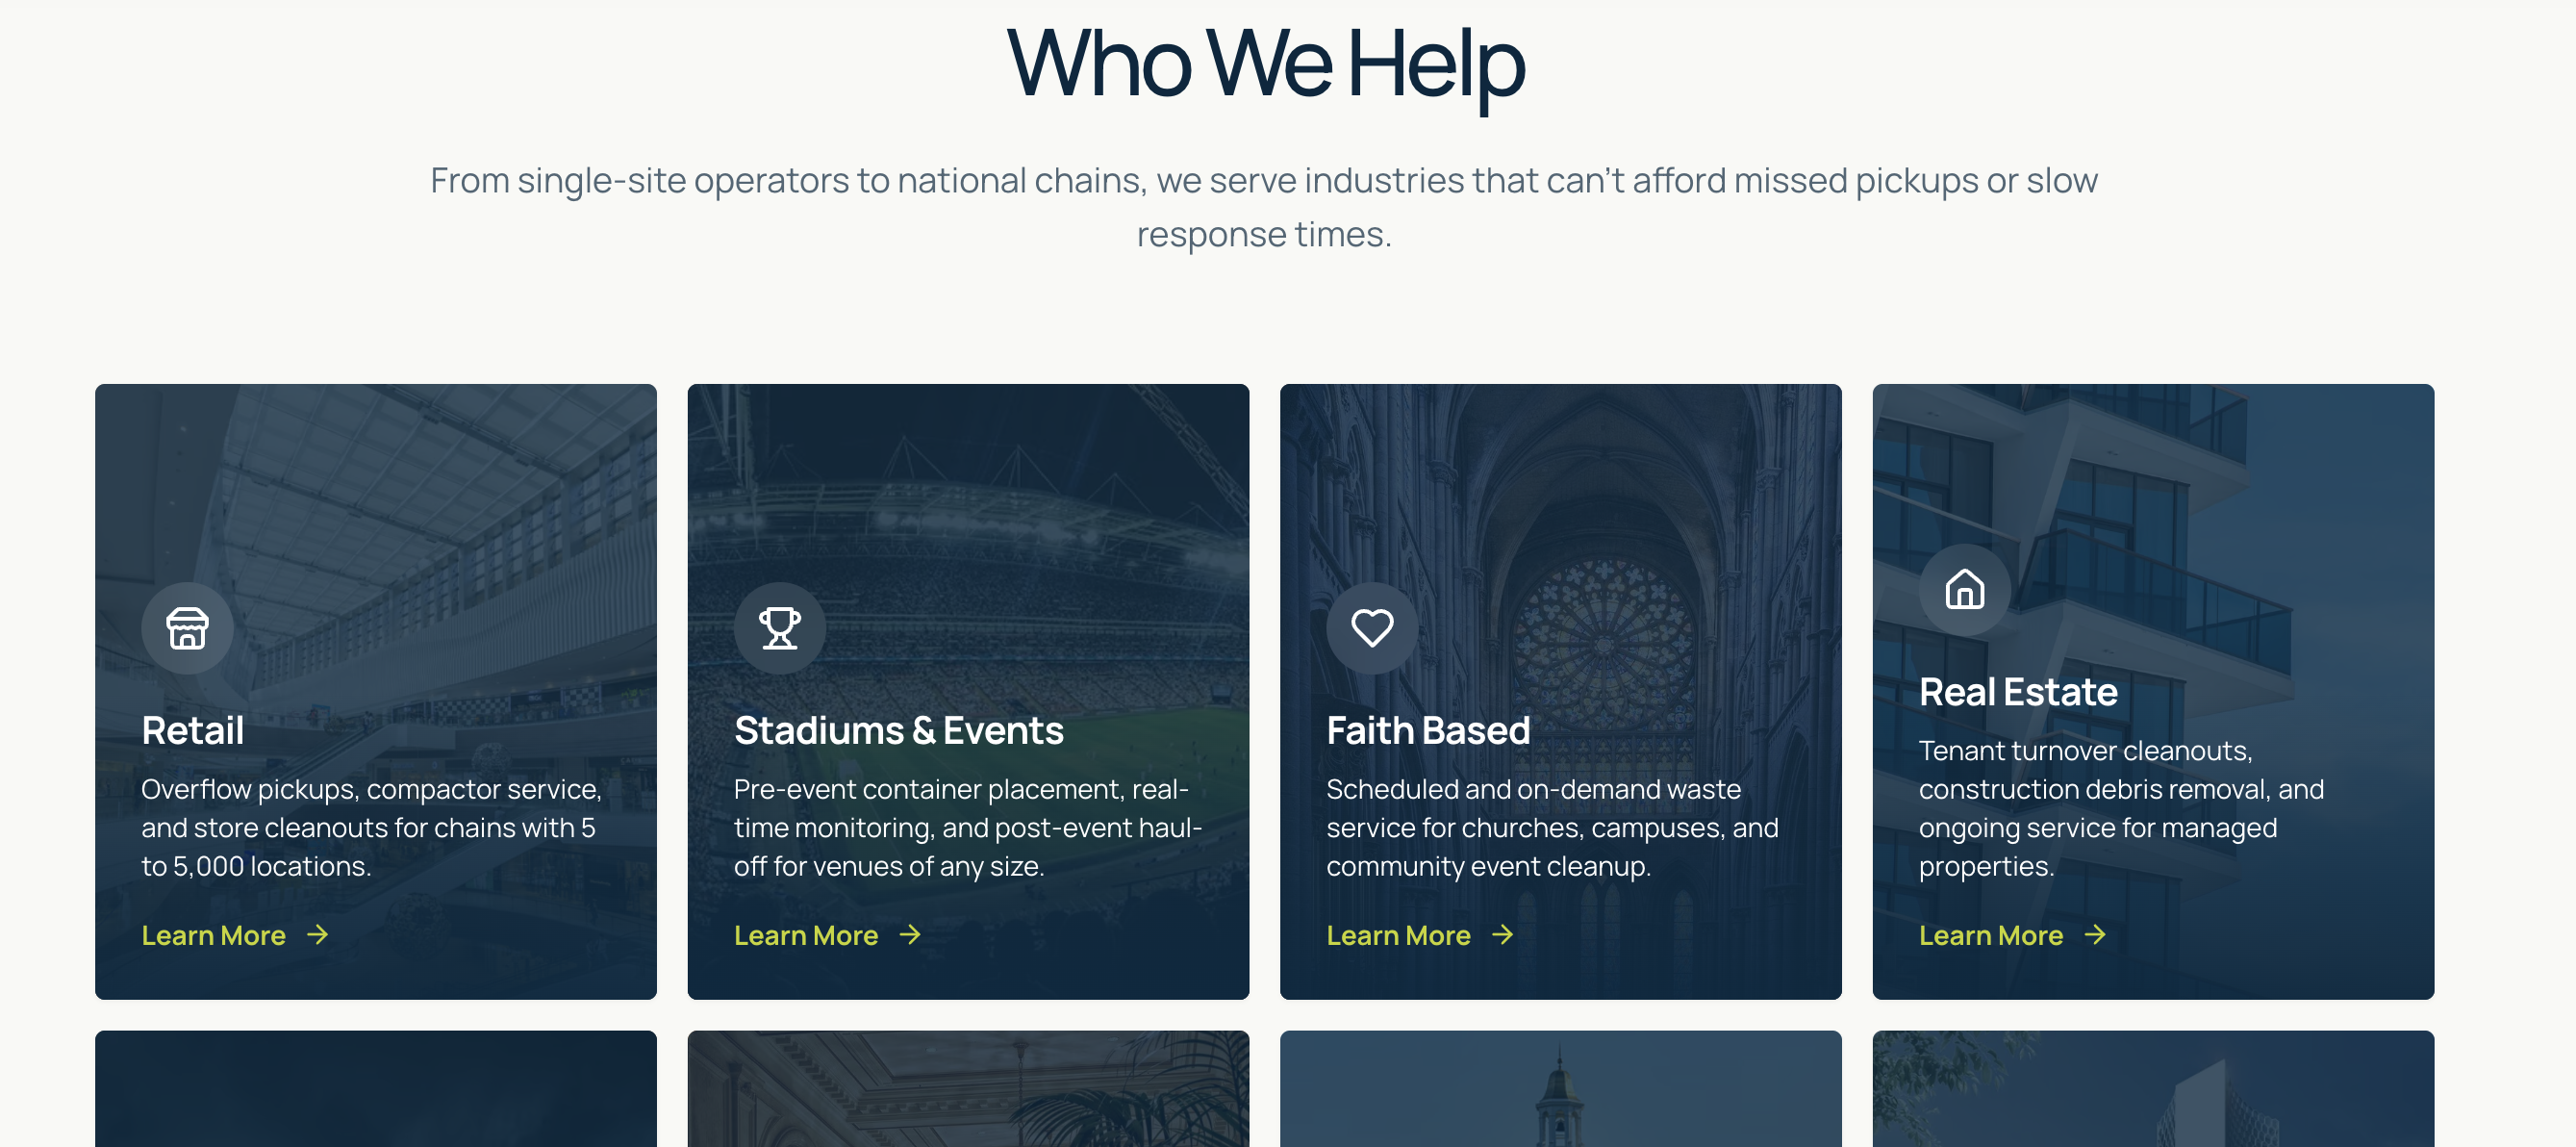 Who We Help
From single-site operators to national chains, we serve industries that can't afford missed pickups or slow
response times.
Retail
Overflow pickups, compactor service,
and store cleanouts for chains with 5
to 5,000 locations.
Learn More →
Stadiums & Events
Pre-event container placement, real-
time monitoring, and post-event haul-
off for venues of any size.
Learn More →
Faith Based
Scheduled and on-demand waste
service for churches, campuses, and
community event cleanup.
Learn More →
Real Estate
Tenant turnover cleanouts,
construction debris removal, and
ongoing service for managed
properties.
Learn More →